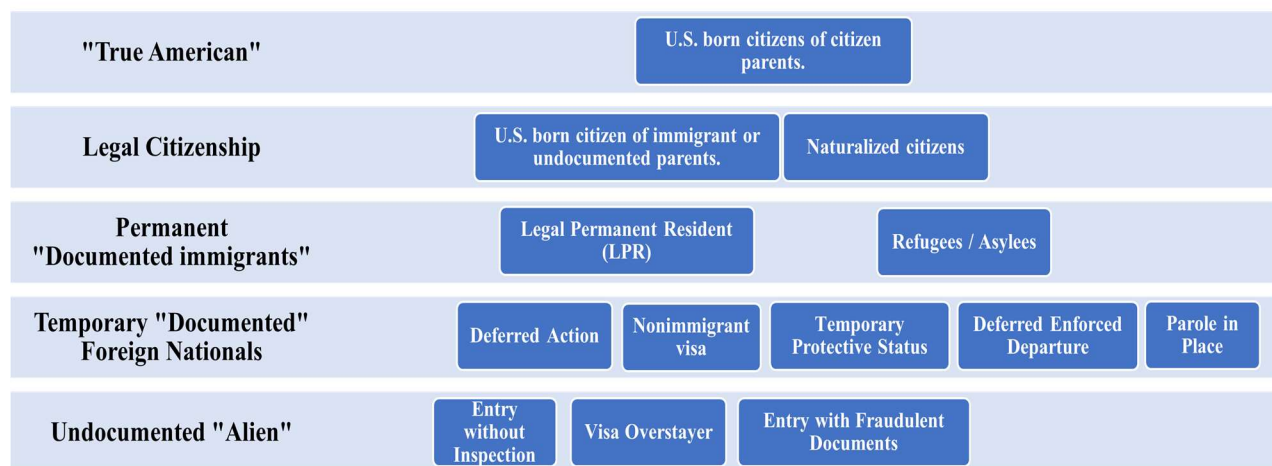 "True American"
U.S. born citizens of citizen
parents.
Legal Citizenship
U.S. born citizen of immigrant or
undocumented parents.
Naturalized citizens
Permanent
"Documented immigrants"
Legal Permanent Resident
(LPR)
Refugees / Asylees
Temporary "Documented"
Foreign Nationals
Deferred Action
Nonimmigrant
visa
Temporary
Protective Status
Deferred Enforced
Departure
Parole in
Place
Undocumented "Alien"
Entry
without
Inspection
Visa Overstayer
Entry with Fraudulent
Documents